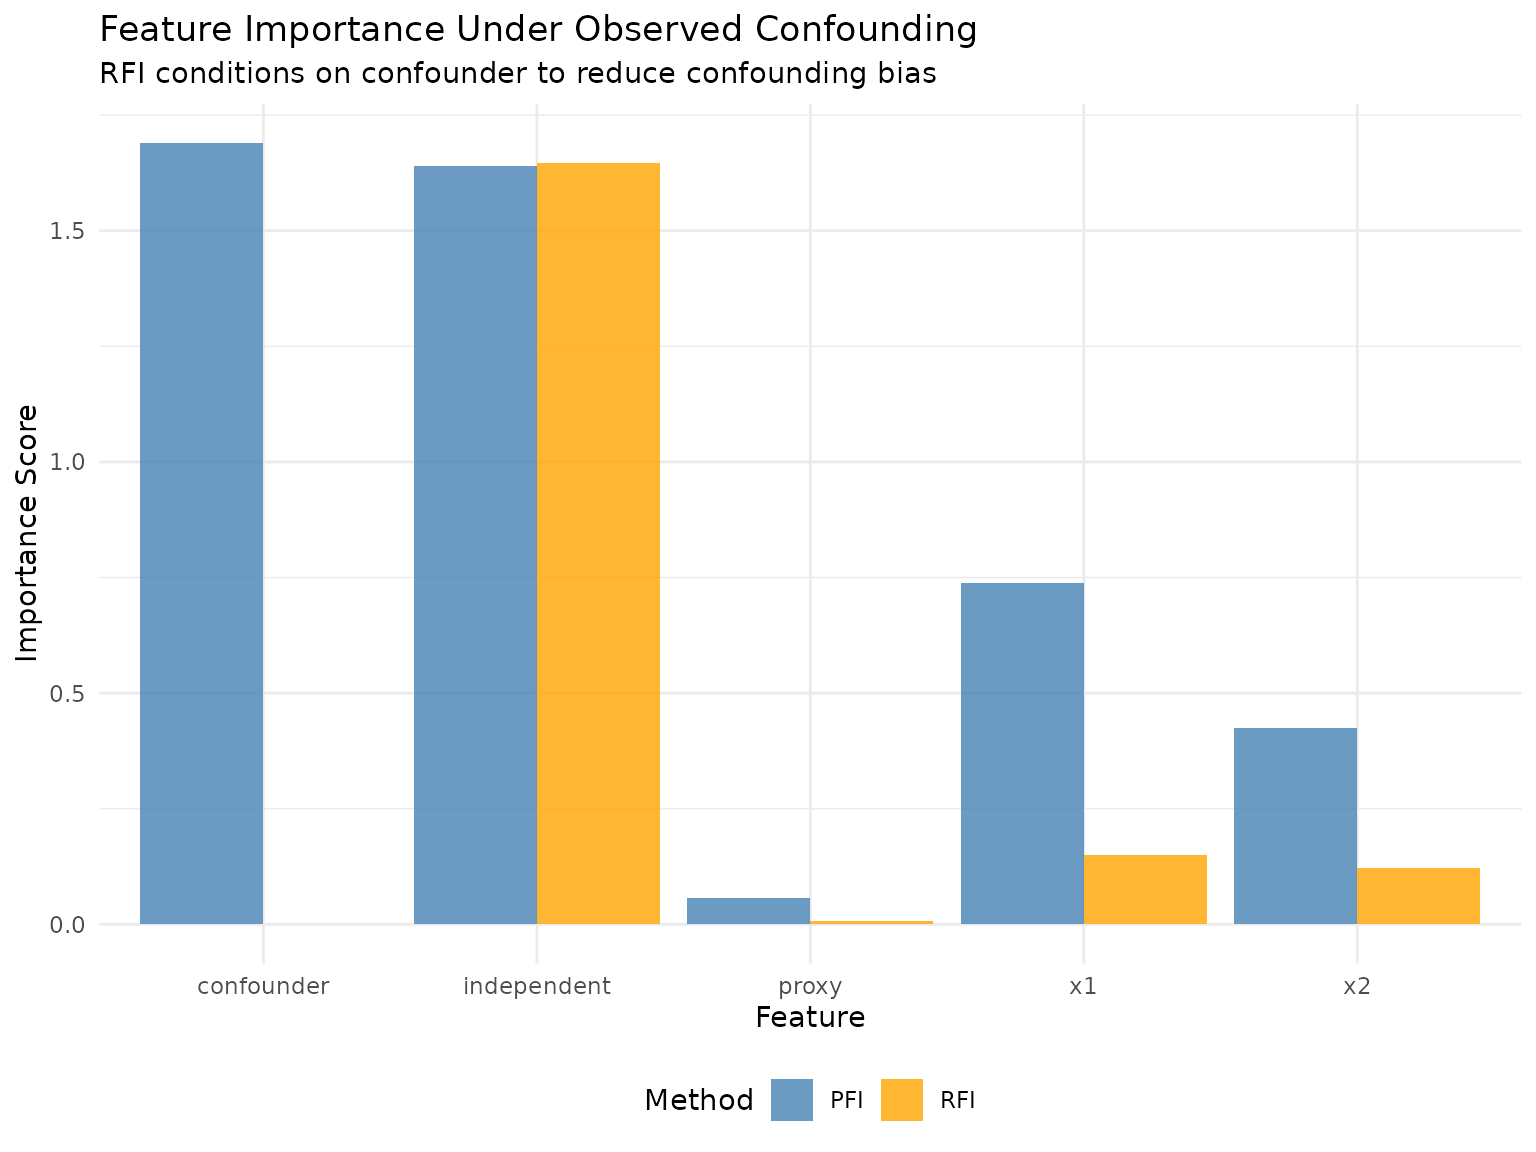 Feature Importance Under Observed Confounding
RFI conditions on confounder to reduce confounding bias
Importance Score
1.5
1.0
0.5
0.0
confounder independent proxy x1 x2
Feature
Method PFI RFI